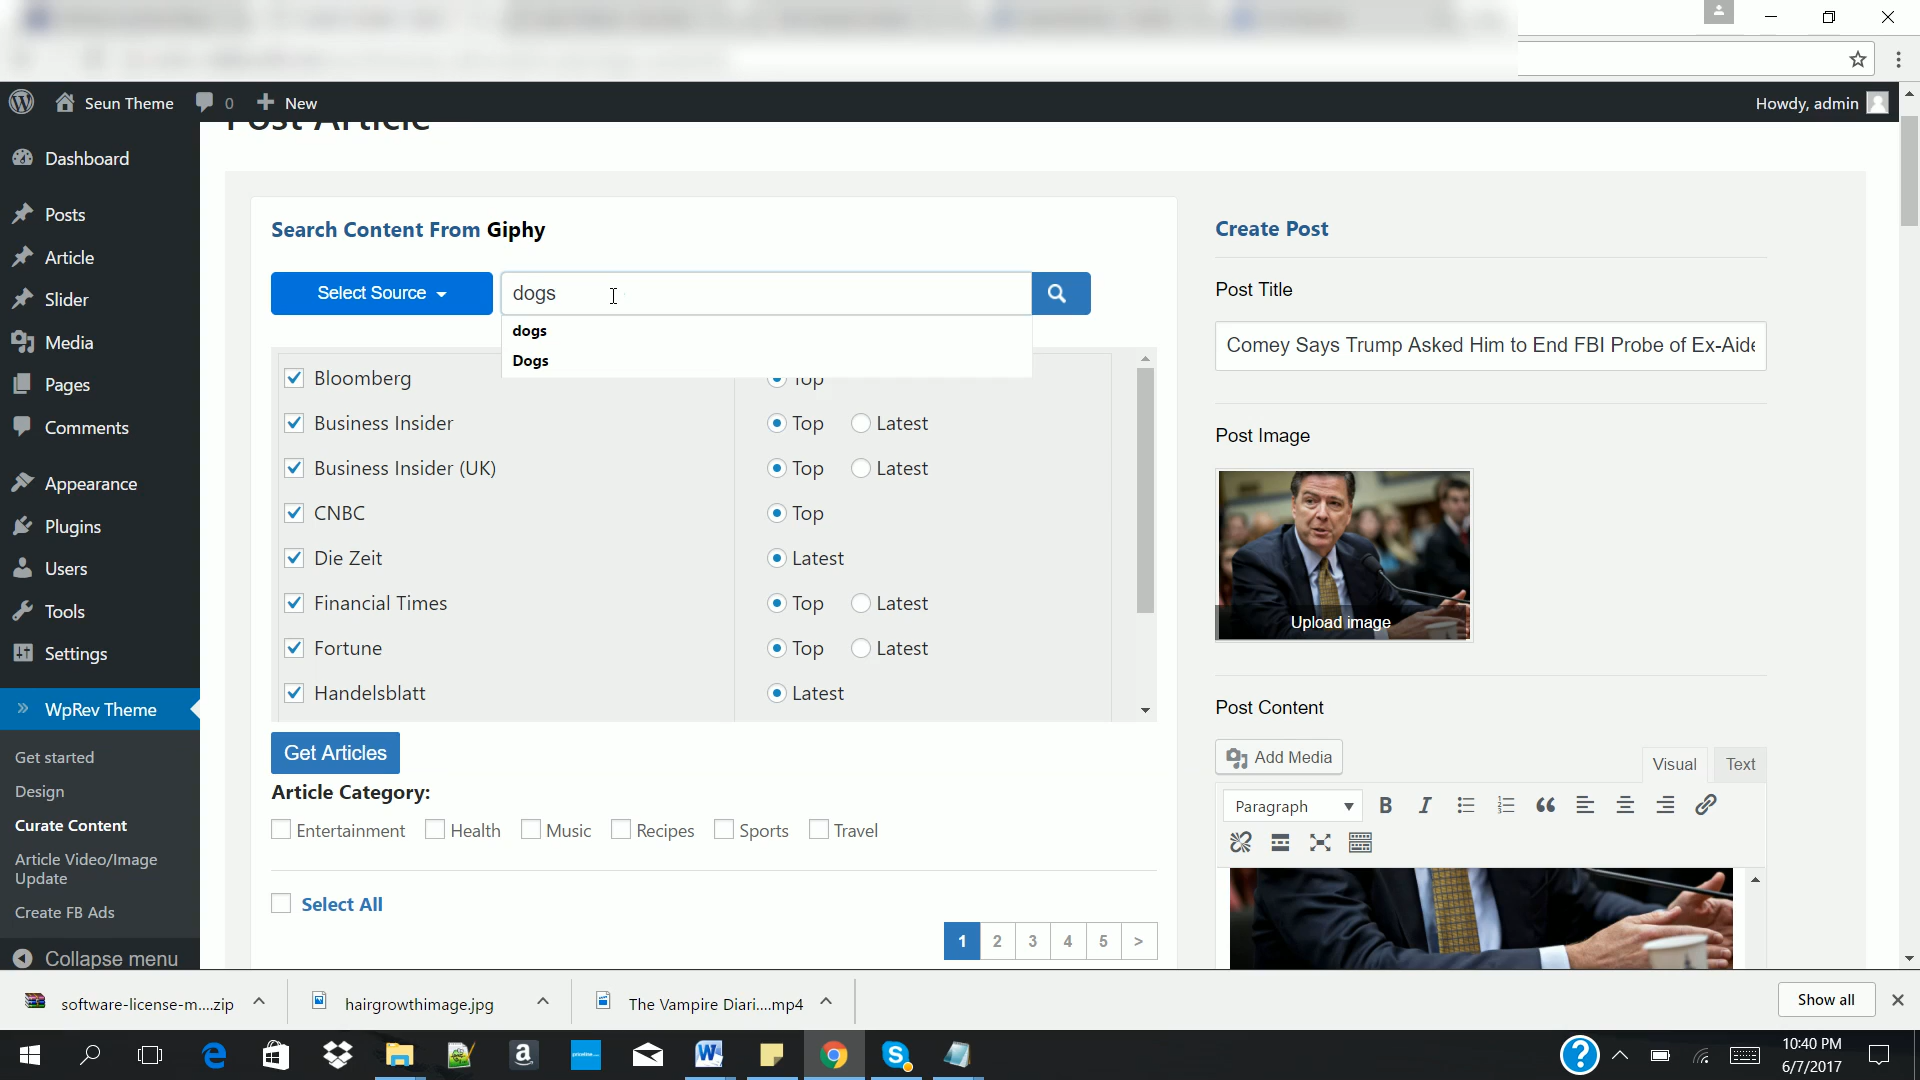 Seun Theme
0
New
Howdy, admin
Post Article
Dashboard
Posts
Article
Slider
Media
Pages
Comments
Appearance
Plugins
Users
Tools
Settings
WpRev Theme
Get started
Design
Curate Content
Article Video/Image
Update
Create FB Ads
Collapse menu
Search Content From Giphy
Select Source
dogs
dogs
Dogs
Bloomberg Top
Business Insider Top Latest
Business Insider (UK) Top Latest
CNBC Top
Die Zeit Latest
Financial Times Top Latest
Fortune Top Latest
Handelsblatt Latest
Get Articles
Article Category:
Entertainment Health Music Recipes Sports Travel
Select All
1 2 3 4 5 >
Create Post
Post Title
Comey Says Trump Asked Him to End FBI Probe of Ex-Aide
Post Image
Upload image
Post Content
Add Media
Visual Text
Paragraph
software-license-m....zip
hairgrowthimage.jpg
The Vampire Diari....mp4
Show all
10:40 PM
6/7/2017